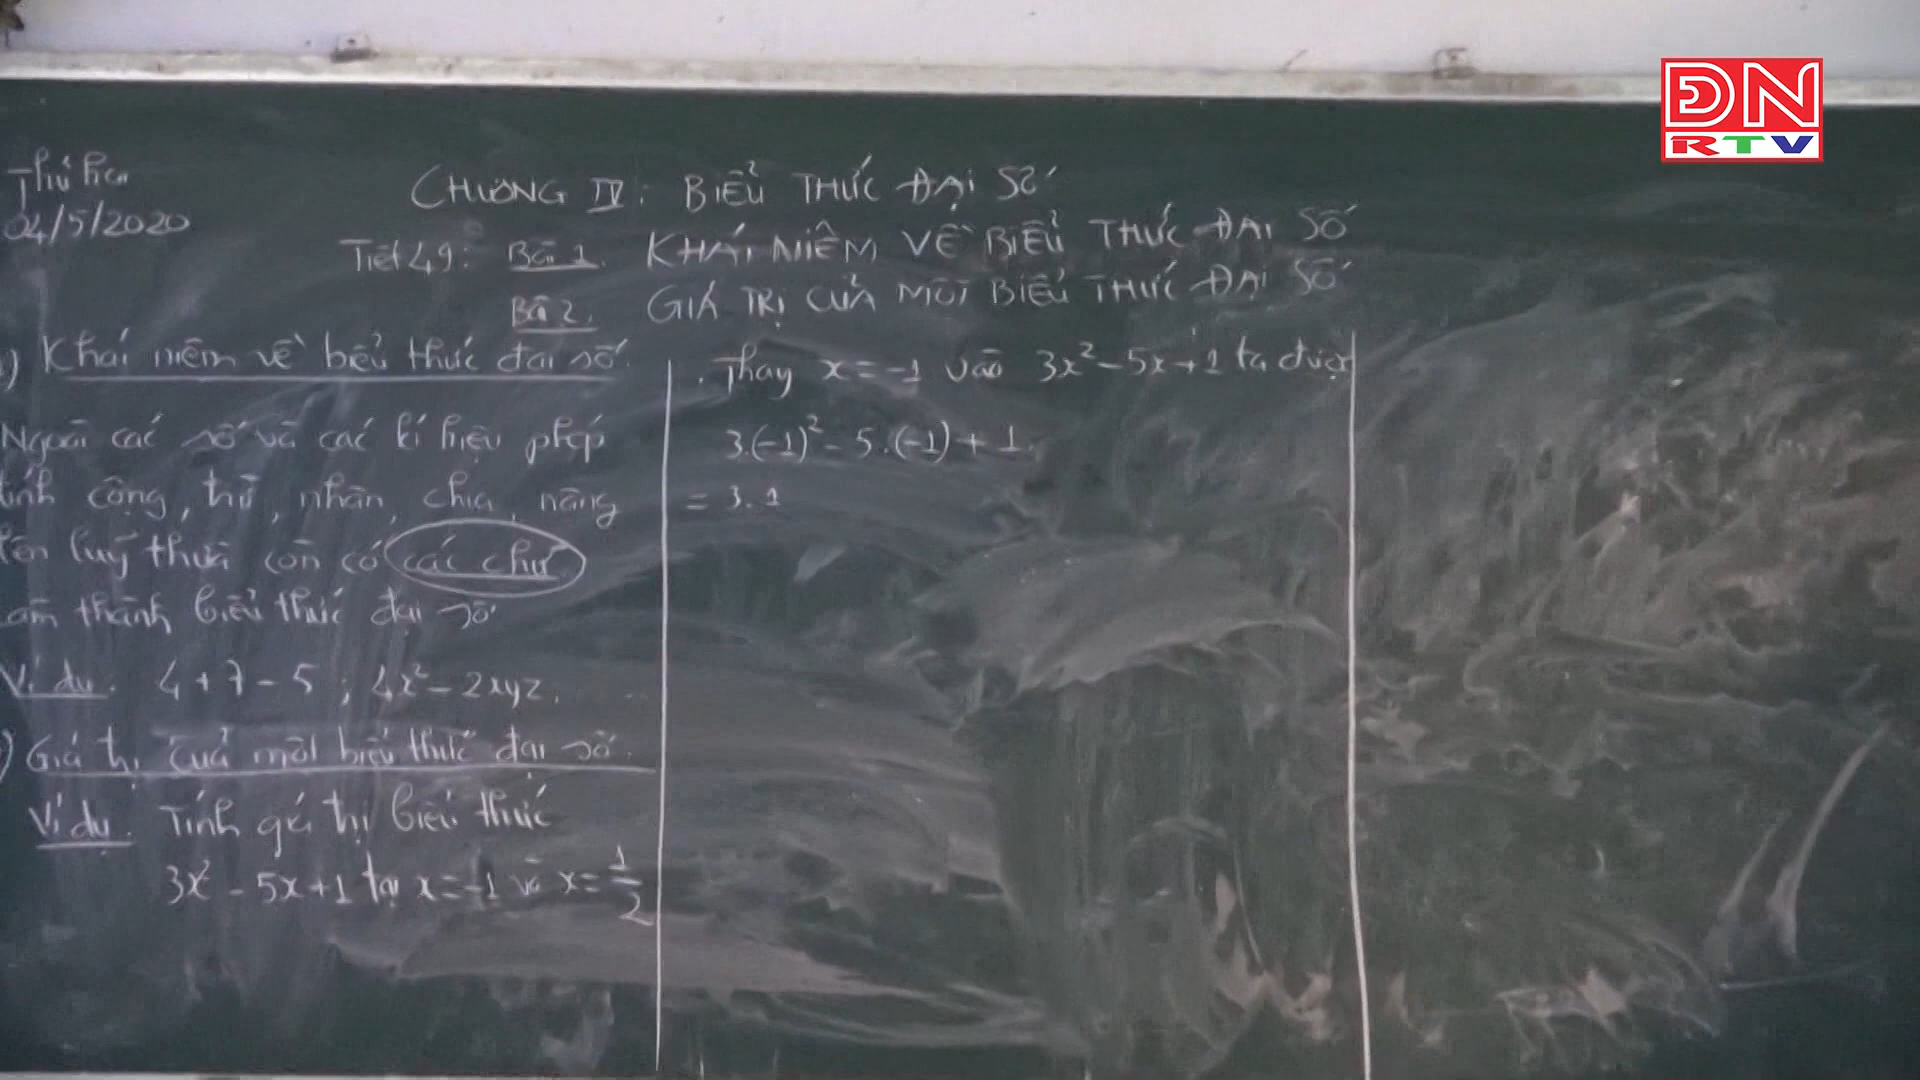 ĐN
RTV
Thứ hai
04/5/2020
CHƯƠNG IV: BIỂU THỨC ĐẠI SỐ
Tiết 49: Bài 1. KHÁI NIỆM VỀ BIỂU THỨC ĐẠI SỐ
Bài 2. GIÁ TRỊ CỦA MỘT BIỂU THỨC ĐẠI SỐ
) Khái niệm về biểu thức đại số.
Ngoài các số và các kí hiệu phép
tính cộng, trừ, nhân, chia, nâng
lên luỹ thừa còn có các chữ
làm thành biểu thức đại số
Ví dụ. 4 + 7 - 5 ; 4x² - 2xyz.
) Giá trị của một biểu thức đại số.
Ví dụ. Tính giá trị biểu thức
3x² - 5x + 1 tại x = -1 và x = 1/2
. Thay x = -1 vào 3x² - 5x + 1 ta được
3.(-1)² - 5.(-1) + 1.
= 3.1